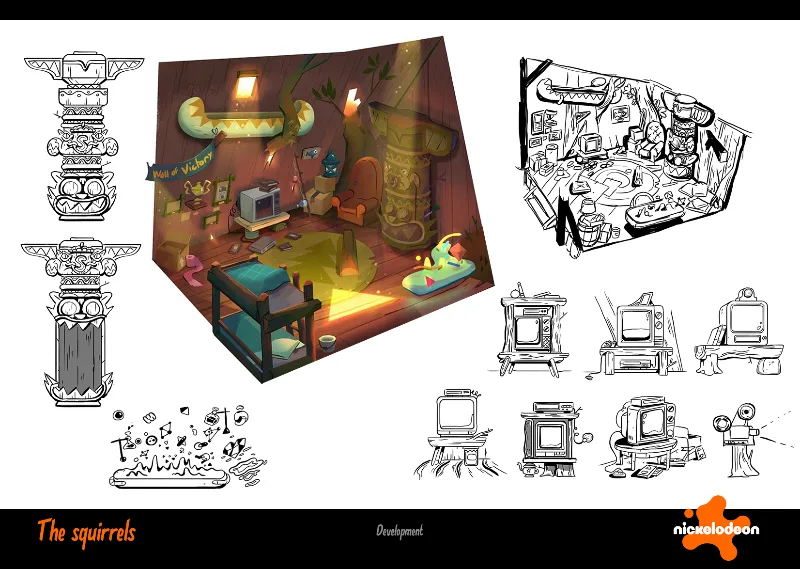 Wall of Victory
The squirrels
Development
nickelodeon